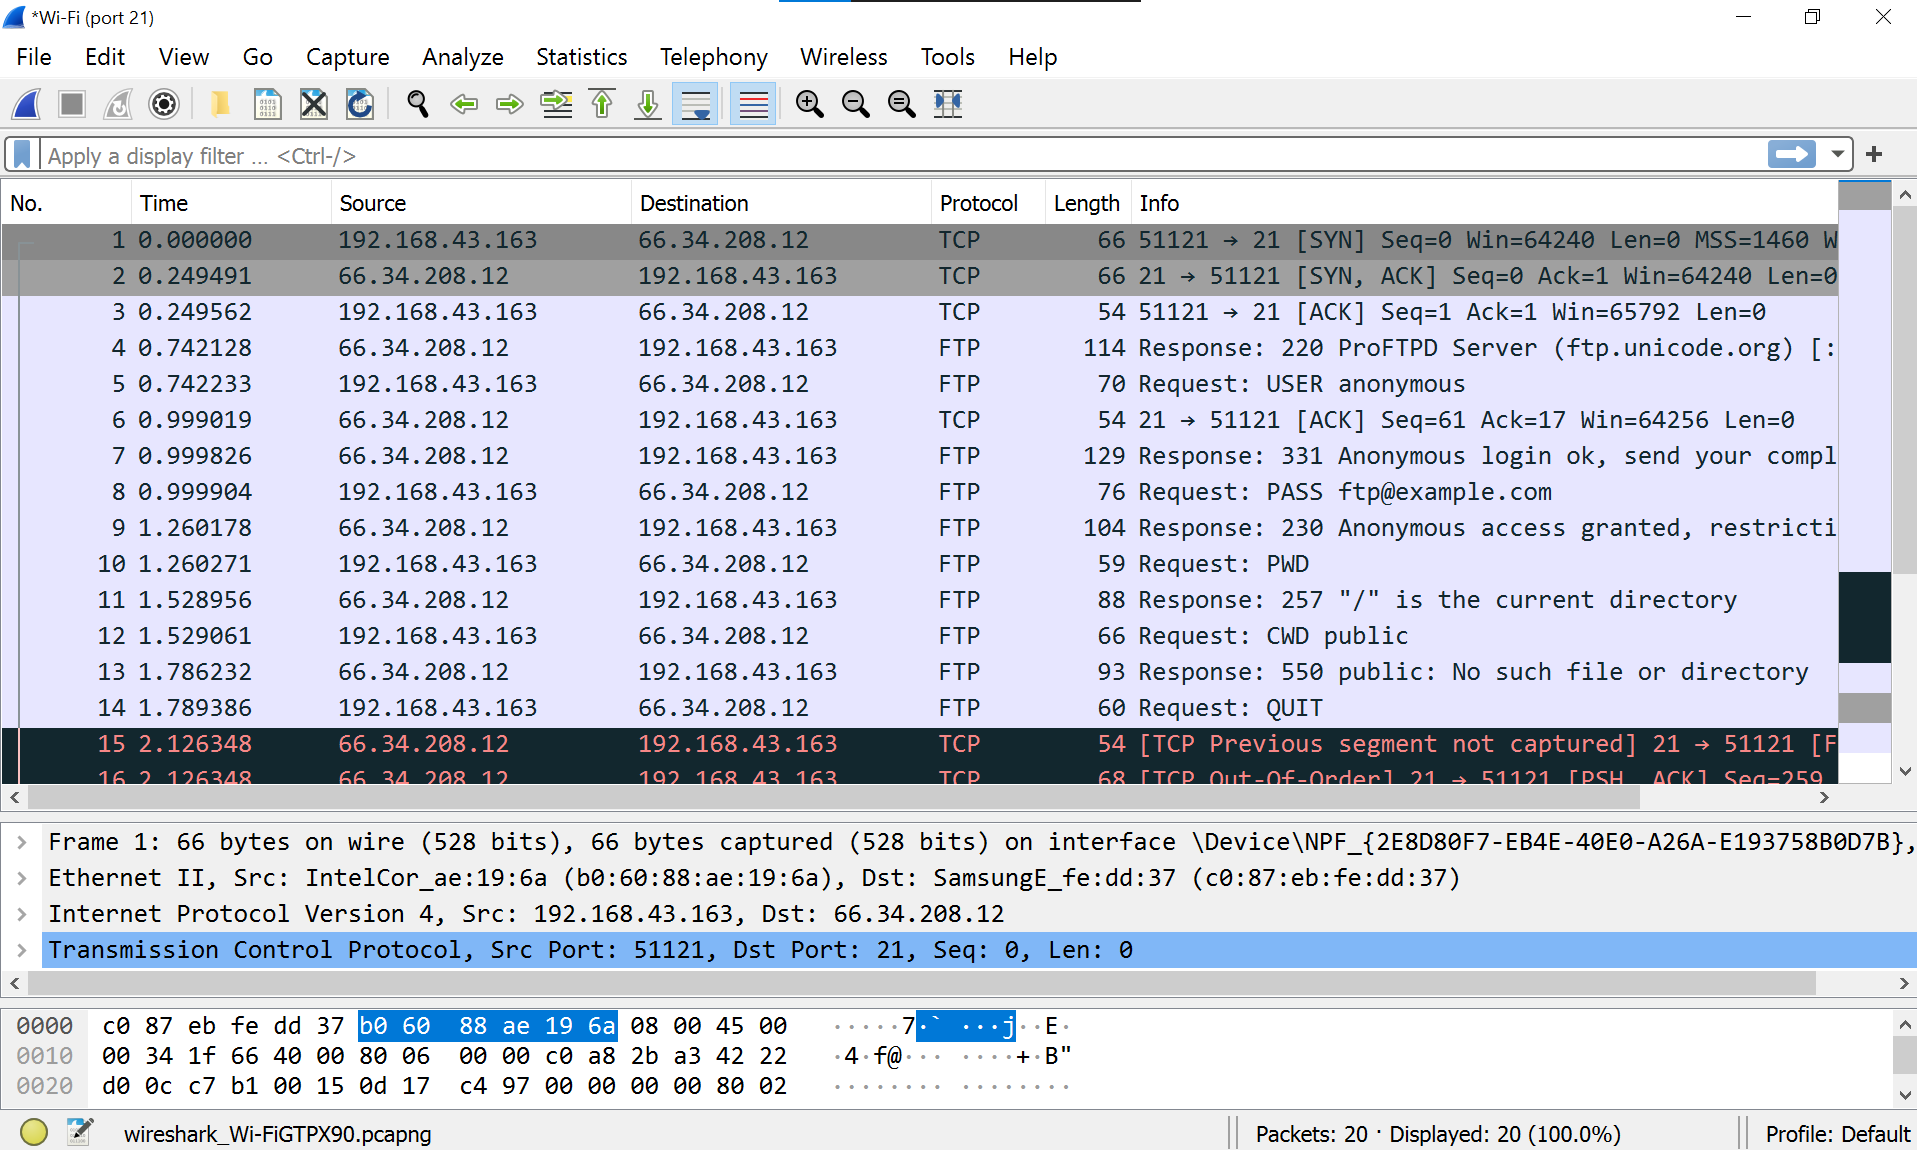 *Wi-Fi (port 21)
File Edit View Go Capture Analyze Statistics Telephony Wireless Tools Help
Apply a display filter ... <Ctrl-/>
No. Time Source Destination Protocol Length Info
1 0.000000 192.168.43.163 66.34.208.12 TCP 66 51121 → 21 [SYN] Seq=0 Win=64240 Len=0 MSS=1460 W
2 0.249491 66.34.208.12 192.168.43.163 TCP 66 21 → 51121 [SYN, ACK] Seq=0 Ack=1 Win=64240 Len=0
3 0.249562 192.168.43.163 66.34.208.12 TCP 54 51121 → 21 [ACK] Seq=1 Ack=1 Win=65792 Len=0
4 0.742128 66.34.208.12 192.168.43.163 FTP 114 Response: 220 ProFTPD Server (ftp.unicode.org) [:
5 0.742233 192.168.43.163 66.34.208.12 FTP 70 Request: USER anonymous
6 0.999019 66.34.208.12 192.168.43.163 TCP 54 21 → 51121 [ACK] Seq=61 Ack=17 Win=64256 Len=0
7 0.999826 66.34.208.12 192.168.43.163 FTP 129 Response: 331 Anonymous login ok, send your compl
8 0.999904 192.168.43.163 66.34.208.12 FTP 76 Request: PASS ftp@example.com
9 1.260178 66.34.208.12 192.168.43.163 FTP 104 Response: 230 Anonymous access granted, restricti
10 1.260271 192.168.43.163 66.34.208.12 FTP 59 Request: PWD
11 1.528956 66.34.208.12 192.168.43.163 FTP 88 Response: 257 "/" is the current directory
12 1.529061 192.168.43.163 66.34.208.12 FTP 66 Request: CWD public
13 1.786232 66.34.208.12 192.168.43.163 FTP 93 Response: 550 public: No such file or directory
14 1.789386 192.168.43.163 66.34.208.12 FTP 60 Request: QUIT
15 2.126348 66.34.208.12 192.168.43.163 TCP 54 [TCP Previous segment not captured] 21 → 51121 [F
16 2.126348 66.34.208.12 192.168.43.163 TCP 68 [TCP Out-Of-Order] 21 → 51121 [PSH, ACK] Seq=259
Frame 1: 66 bytes on wire (528 bits), 66 bytes captured (528 bits) on interface \Device\NPF_{2E8D80F7-EB4E-40E0-A26A-E193758B0D7B},
Ethernet II, Src: IntelCor_ae:19:6a (b0:60:88:ae:19:6a), Dst: SamsungE_fe:dd:37 (c0:87:eb:fe:dd:37)
Internet Protocol Version 4, Src: 192.168.43.163, Dst: 66.34.208.12
Transmission Control Protocol, Src Port: 51121, Dst Port: 21, Seq: 0, Len: 0
0000 c0 87 eb fe dd 37 b0 60 88 ae 19 6a 08 00 45 00 ·····7·` ···j··E·
0010 00 34 1f 66 40 00 80 06 00 00 c0 a8 2b a3 42 22 ·4·f@··· ····+·B"
0020 d0 0c c7 b1 00 15 0d 17 c4 97 00 00 00 00 80 02 ········ ········
wireshark_Wi-FiGTPX90.pcapng Packets: 20 · Displayed: 20 (100.0%) Profile: Default